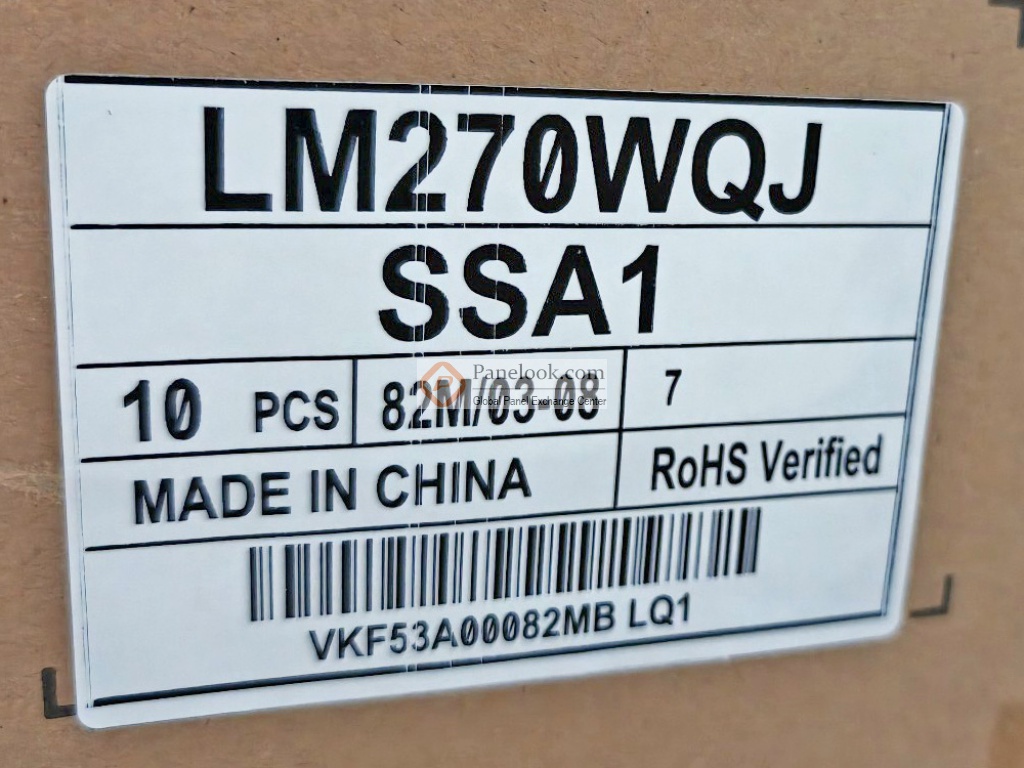 LM270WQJ
SSA1
10 PCS 82M/03-08 7
Panelook.com
Global Panel Exchange Center
MADE IN CHINA RoHS Verified
VKF53A00082MB LQ1